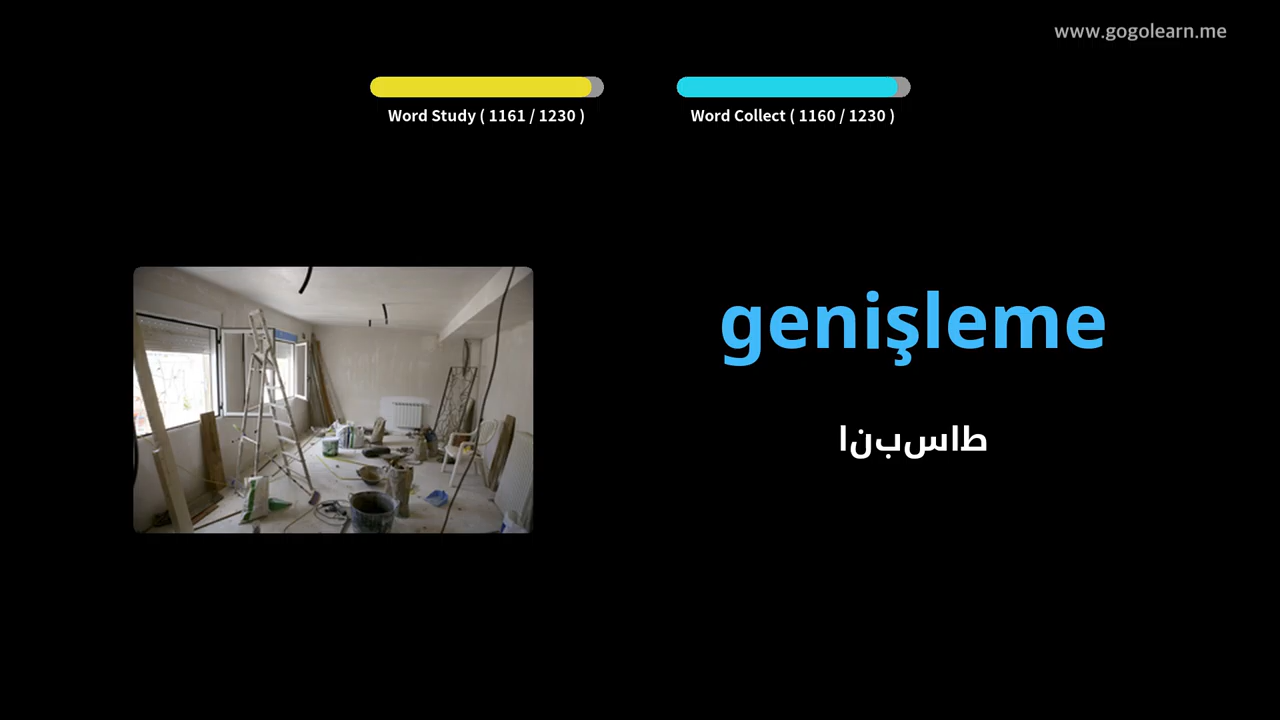 www.gogolearn.me
Word Study ( 1161 / 1230 )
Word Collect ( 1160 / 1230 )
genişleme
انبساط